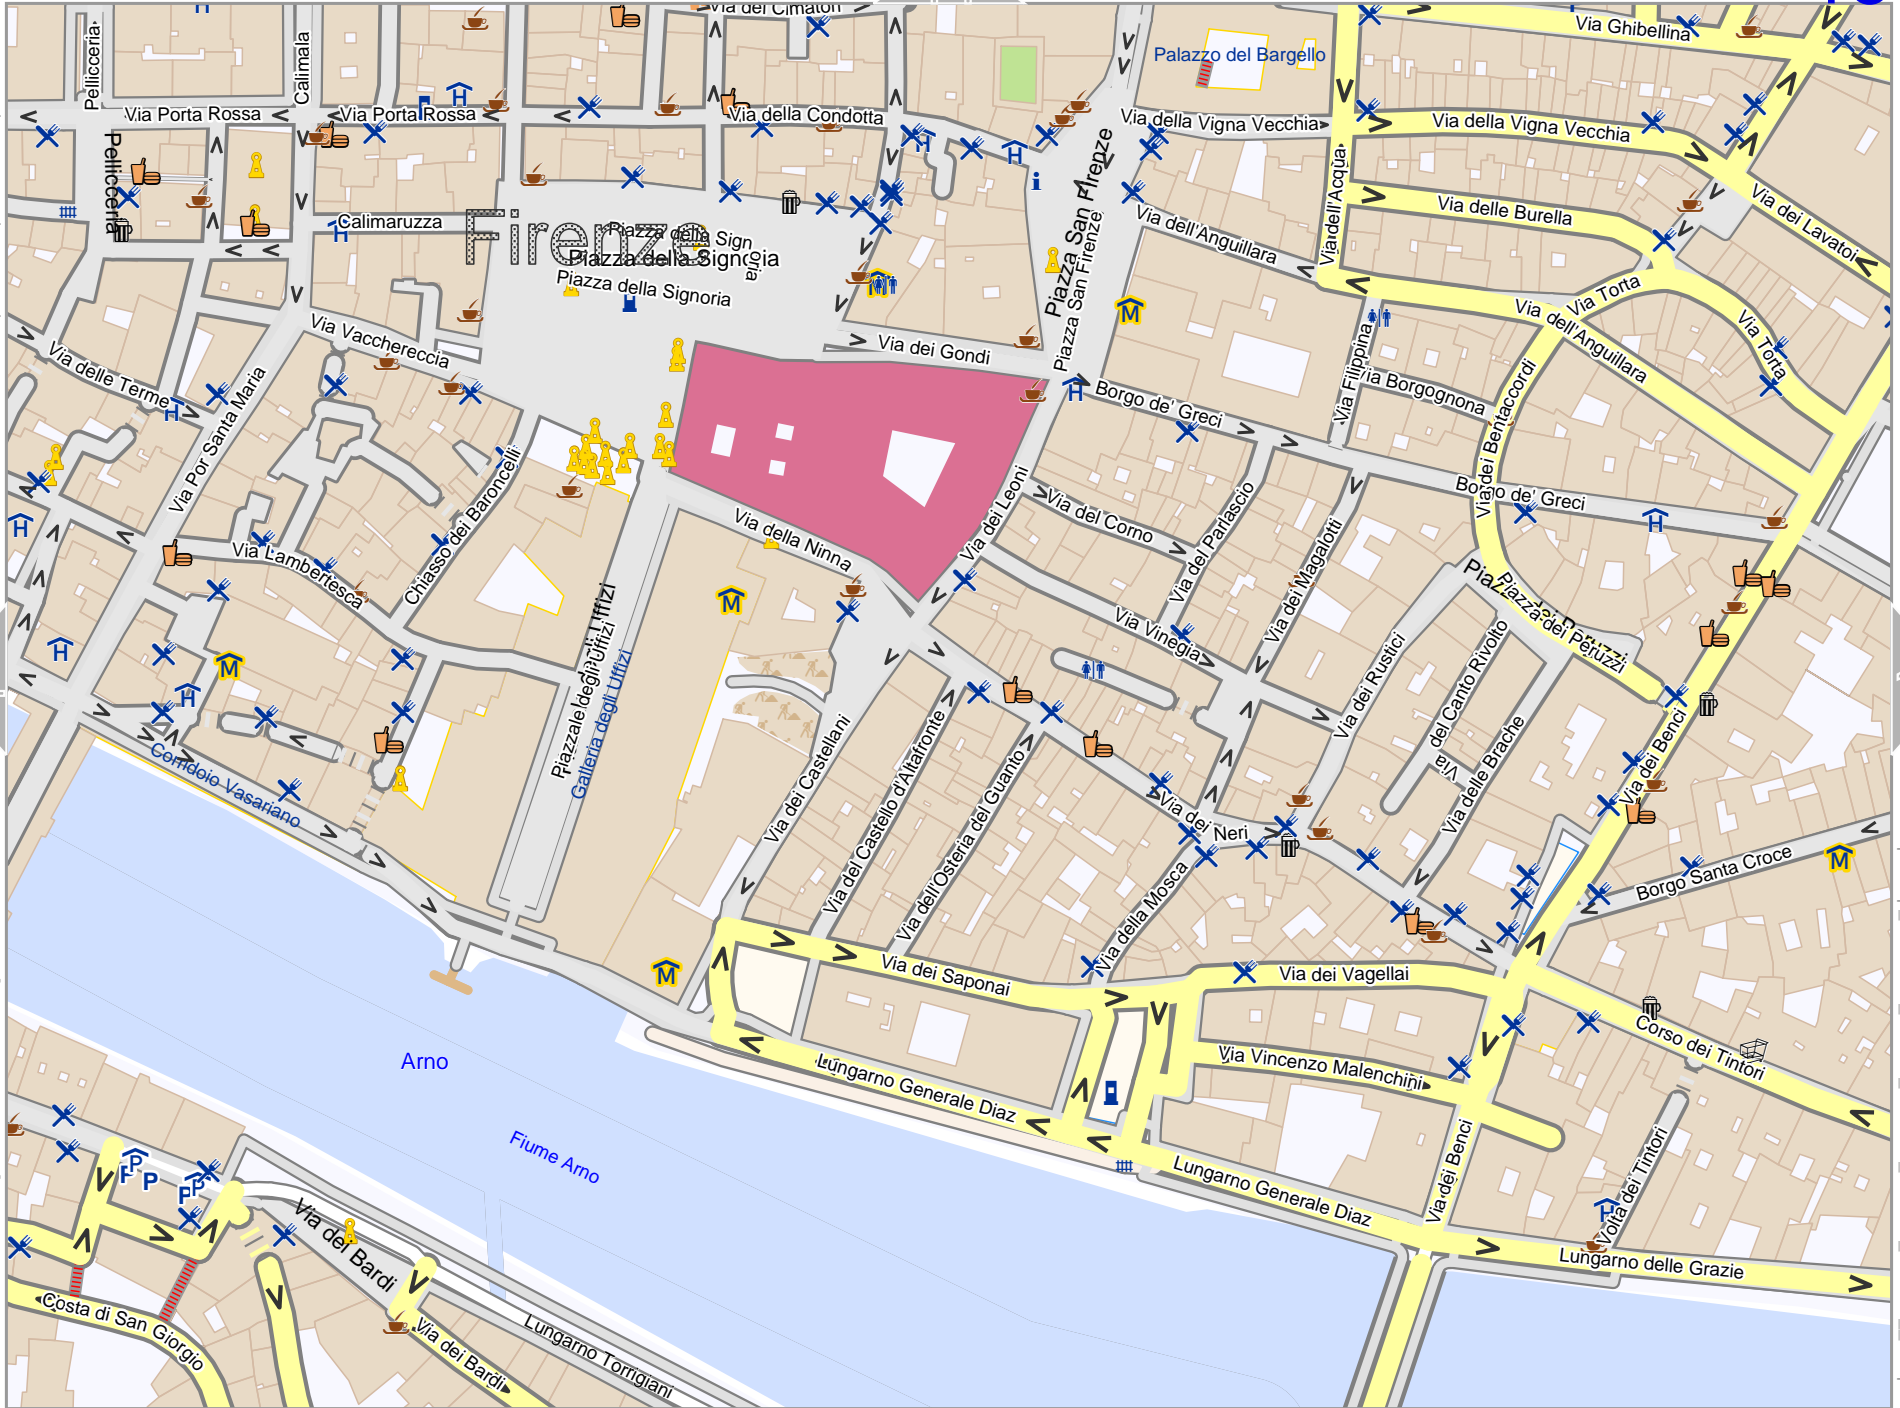 Via dei Cimatori
Via Ghibellina
Palazzo del Bargello
Pellicceria
Calimala
Via Porta Rossa
Via Porta Rossa
Via della Condotta
Via della Vigna Vecchia
Via della Vigna Vecchia
Pellicceria
Calimaruzza
Firenze
Piazza della Signoria
Piazza della Signoria
Piazza della Signoria
Piazza San Firenze
Piazza San Firenze
Via dell'Acqua
Via delle Burella
Via dei Lavatoi
Via dell'Anguillara
Via Torta
Via dell'Anguillara
Via Torta
Via Vacchereccia
Via dei Gondi
Via delle Terme
Via Por Santa Maria
Borgo de' Greci
Via Filippina
Via Borgognona
Via dei Bentaccordi
Borgo de' Greci
Chiasso dei Baroncelli
Via Lambertesca
Via della Ninna
Via dei Leoni
Via del Corno
Via del Parlascio
Via dei Magalotti
Via Vinegia
Piazza dei Peruzzi
Piazza dei Peruzzi
Piazzale degli Uffizi
Piazzale degli Uffizi
Galleria degli Uffizi
Via dei Rustici
Via del Canto Rivolto
Via delle Brache
Via dei Benci
Corridoio Vasariano
Via dei Castellani
Via del Castello d'Altafronte
Via dell'Osteria del Guanto
Via dei Neri
Via della Mosca
Borgo Santa Croce
Via dei Saponai
Via dei Vagellai
Corso dei Tintori
Via Vincenzo Malenchini
Lungarno Generale Diaz
Arno
Fiume Arno
Lungarno Generale Diaz
Via dei Benci
Volta dei Tintori
Lungarno delle Grazie
P
P
P
P
P
Via dei Bardi
Costa di San Giorgio
Via dei Bardi
Lungarno Torrigiani